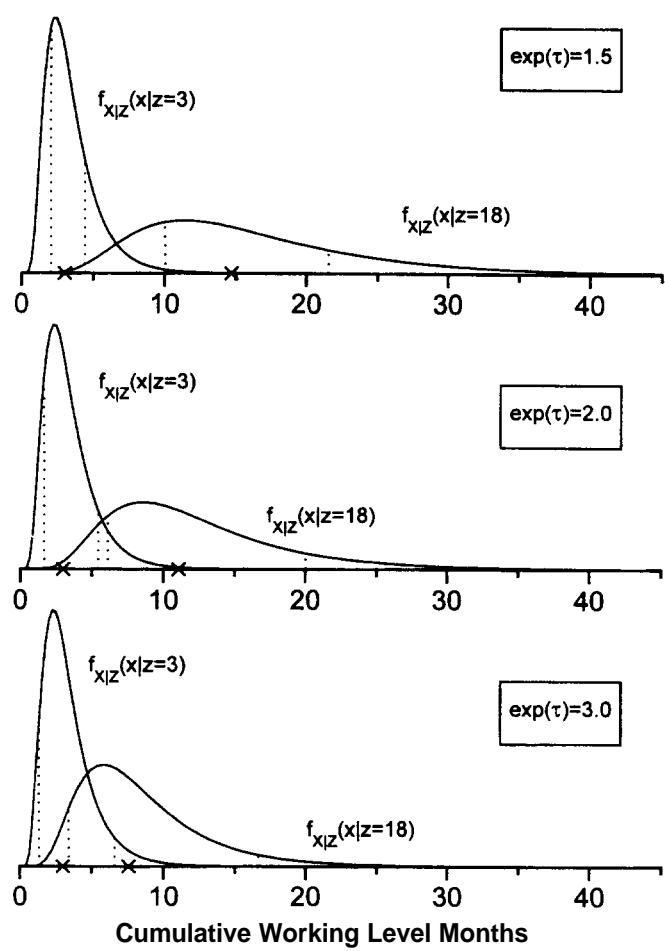 exp(τ)=1.5
f_X|Z(x|z=3)
f_X|Z(x|z=18)
0 10 20 30 40
f_X|Z(x|z=3)
exp(τ)=2.0
f_X|Z(x|z=18)
0 10 20 30 40
f_X|Z(x|z=3)
exp(τ)=3.0
f_X|Z(x|z=18)
0 10 20 30 40
Cumulative Working Level Months